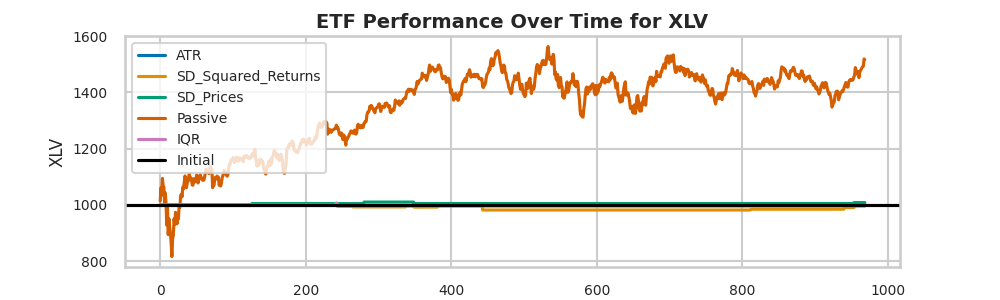 ETF Performance Over Time for XLV
1600
1400
1200
1000
800
XLV
ATR
SD_Squared_Returns
SD_Prices
Passive
IQR
Initial
0
200
400
600
800
1000